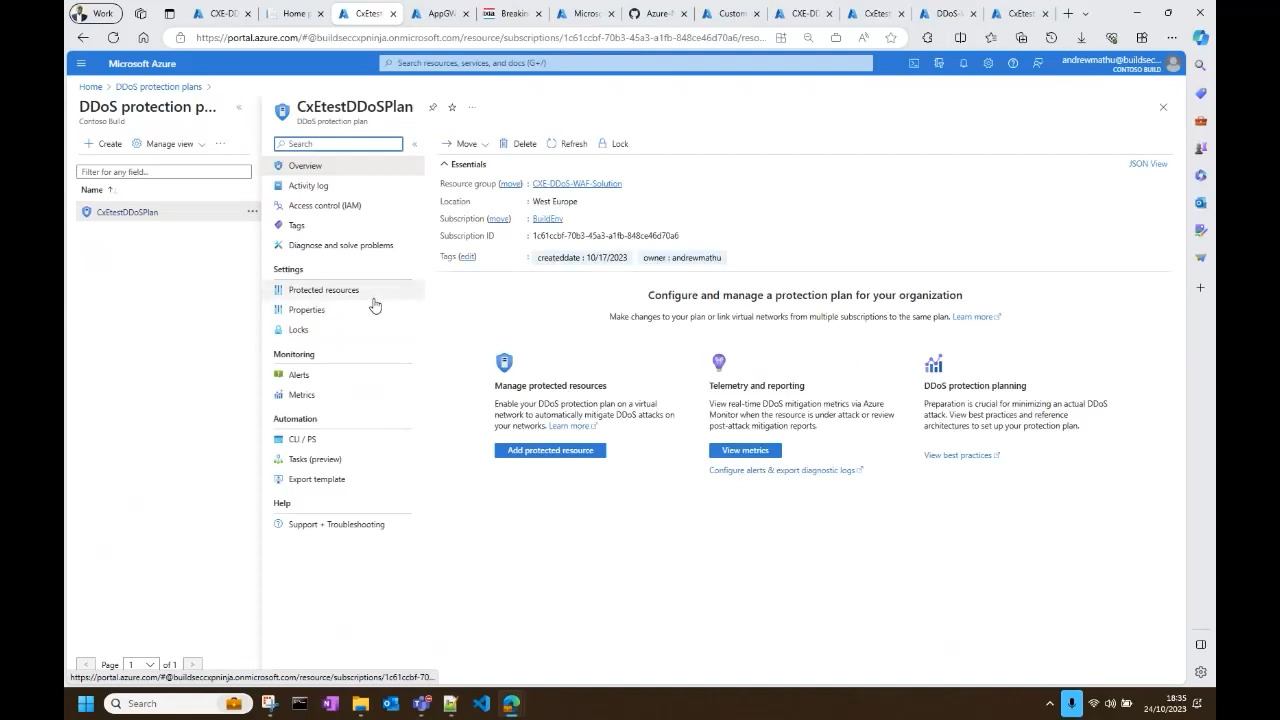 Work
CXE-DD
Home p
CxEtest
AppGW
Breakin
Microsc
Azure-N
Custom
CXE-DD
CxEtest
DDoS-A
CxEtest
https://portal.azure.com/#@buildseccxpninja.onmicrosoft.com/resource/subscriptions/1c61ccbf-70b3-45a3-a1fb-848ce46d70a6/reso...
Microsoft Azure
Search resources, services, and docs (G+/)
andrewmathu@buildsec...
CONTOSO BUILD
Home > DDoS protection plans >
DDoS protection p...
Contoso Build
Create
Manage view
Filter for any field...
Name ↑↓
CxEtestDDoSPlan
Page 1 of 1
CxEtestDDoSPlan
DDoS protection plan
Search
Overview
Activity log
Access control (IAM)
Tags
Diagnose and solve problems
Settings
Protected resources
Properties
Locks
Monitoring
Alerts
Metrics
Automation
CLI / PS
Tasks (preview)
Export template
Help
Support + Troubleshooting
Move
Delete
Refresh
Lock
Essentials
JSON View
Resource group (move) : CXE-DDoS-WAF-Solution
Location : West Europe
Subscription (move) : BuildEnv
Subscription ID : 1c61ccbf-70b3-45a3-a1fb-848ce46d70a6
Tags (edit) : createddate : 10/17/2023 owner : andrewmathu
Configure and manage a protection plan for your organization
Make changes to your plan or link virtual networks from multiple subscriptions to the same plan. Learn more
Manage protected resources
Enable your DDoS protection plan on a virtual
network to automatically mitigate DDoS attacks on
your networks. Learn more
Add protected resource
Telemetry and reporting
View real-time DDoS mitigation metrics via Azure
Monitor when the resource is under attack or review
post-attack mitigation reports.
View metrics
Configure alerts & export diagnostic logs
DDoS protection planning
Preparation is crucial for minimizing an actual DDoS
attack. View best practices and reference
architectures to set up your protection plan.
View best practices
https://portal.azure.com/#@buildseccxpninja.onmicrosoft.com/resource/subscriptions/1c61ccbf-70...
Search
18:35
24/10/2023